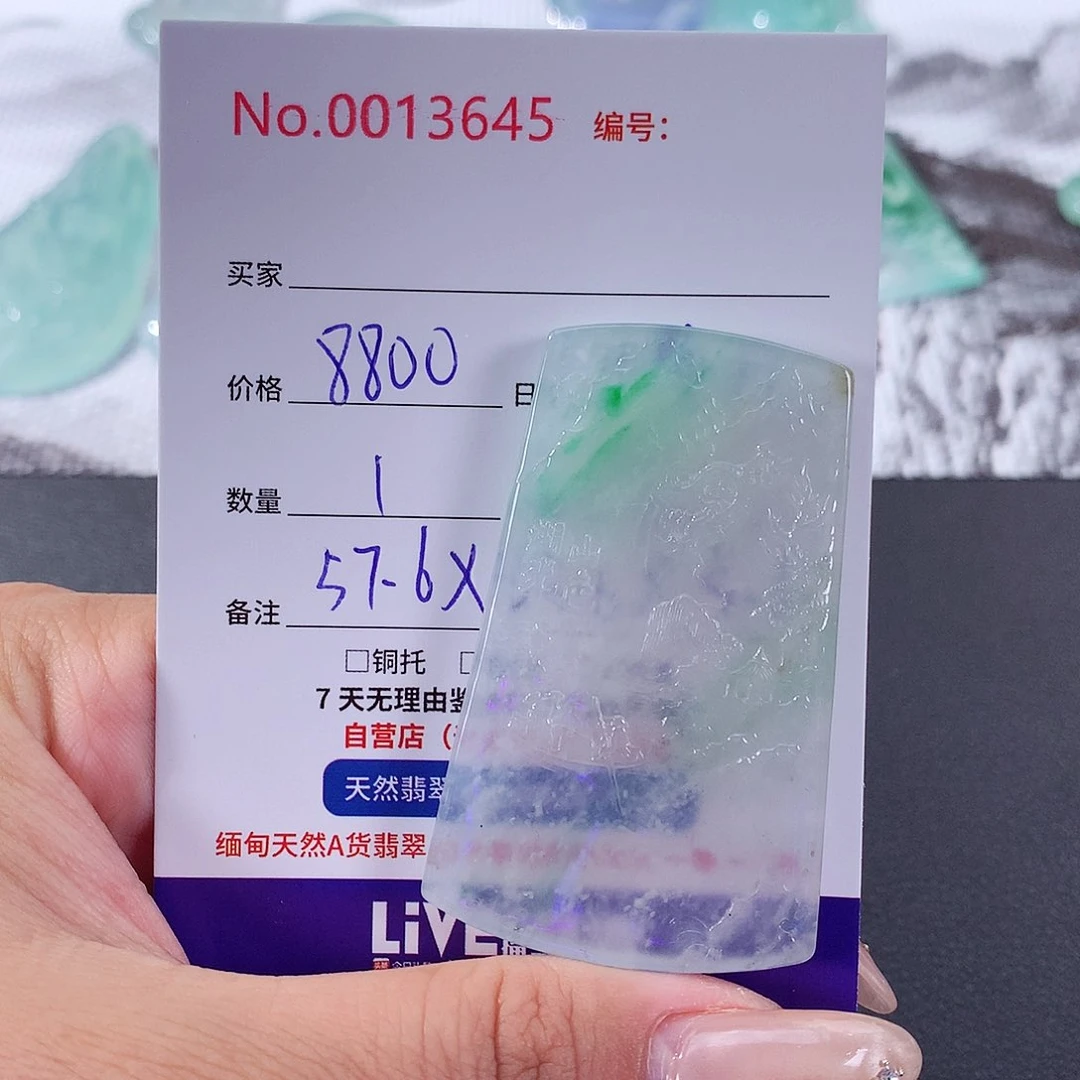 No.0013645 编号：
买家
价格 8800 日
数量 1
备注 57-6X
□铜托
7天无理由鉴
自营店（
天然翡翠
缅甸天然A货翡翠
LiVE